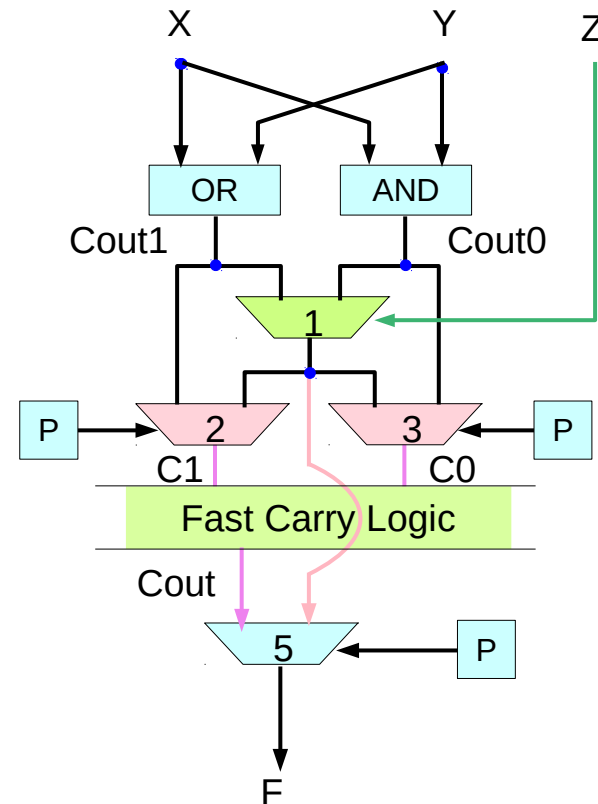 X Y Z
OR AND
Cout1 Cout0
1
P 2 3 P
C1 C0
Fast Carry Logic
Cout
5 P
F